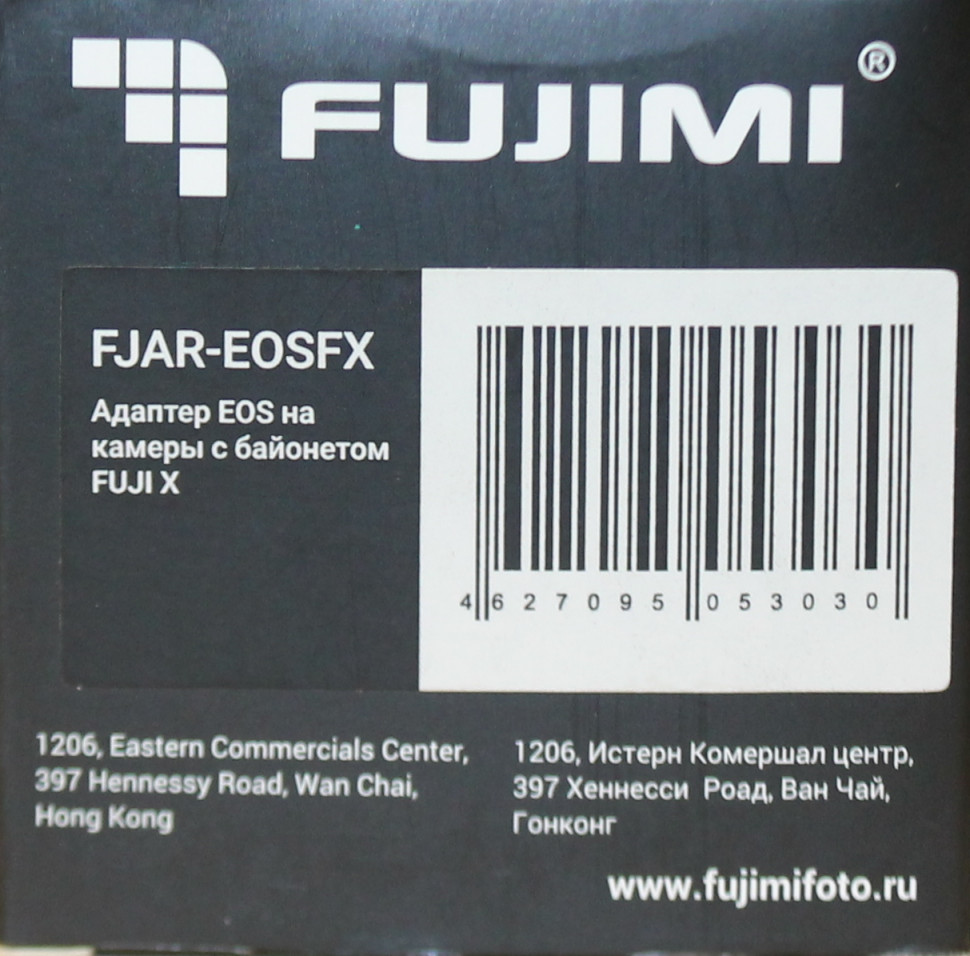 FUJIMI®
FJAR-EOSFX
Адаптер EOS на
камеры с байонетом
FUJI X
4 627095 053030
1206, Eastern Commercials Center,
397 Hennessy Road, Wan Chai,
Hong Kong
1206, Истерн Комершал центр,
397 Хеннесси Роад, Ван Чай,
Гонконг
www.fujimifoto.ru